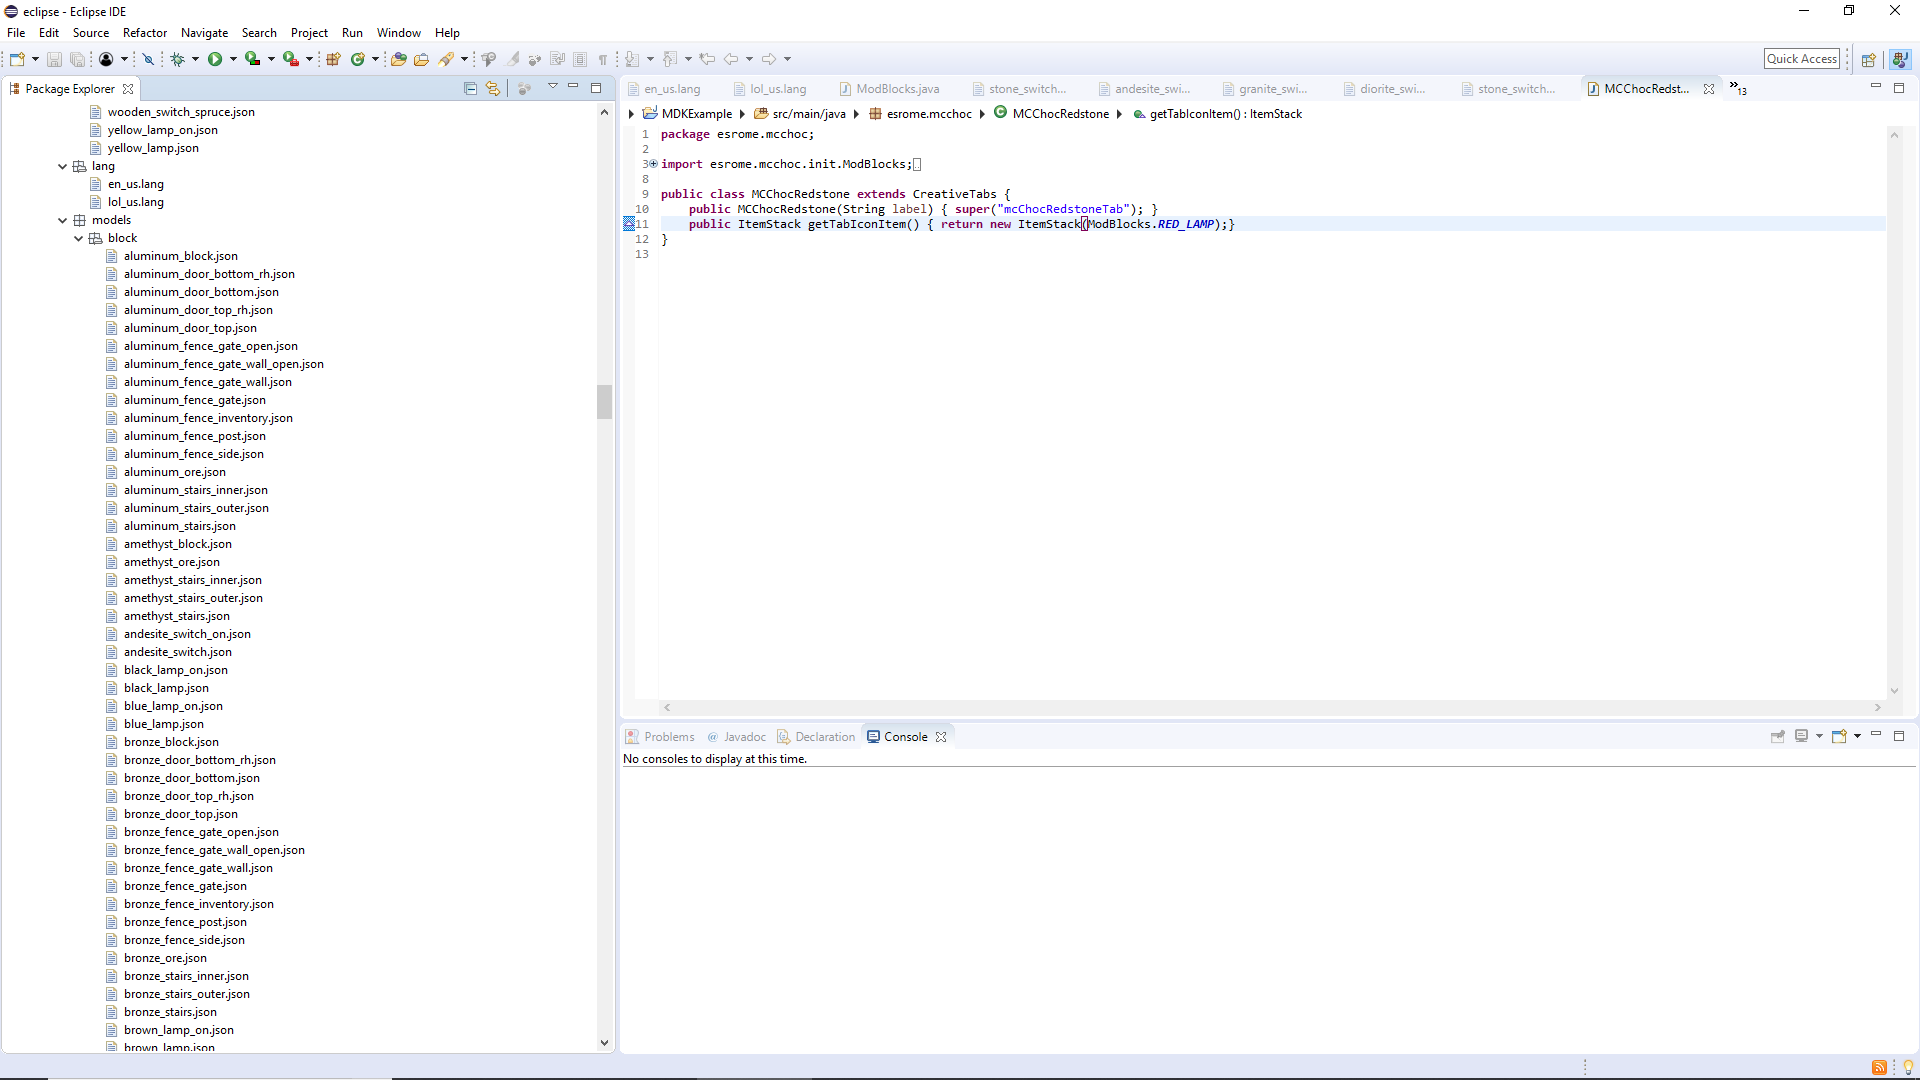 eclipse - Eclipse IDE
File Edit Source Refactor Navigate Search Project Run Window Help
Quick Access
Package Explorer
wooden_switch_spruce.json
yellow_lamp_on.json
yellow_lamp.json
lang
en_us.lang
lol_us.lang
models
block
aluminum_block.json
aluminum_door_bottom_rh.json
aluminum_door_bottom.json
aluminum_door_top_rh.json
aluminum_door_top.json
aluminum_fence_gate_open.json
aluminum_fence_gate_wall_open.json
aluminum_fence_gate_wall.json
aluminum_fence_gate.json
aluminum_fence_inventory.json
aluminum_fence_post.json
aluminum_fence_side.json
aluminum_ore.json
aluminum_stairs_inner.json
aluminum_stairs_outer.json
aluminum_stairs.json
amethyst_block.json
amethyst_ore.json
amethyst_stairs_inner.json
amethyst_stairs_outer.json
amethyst_stairs.json
andesite_switch_on.json
andesite_switch.json
black_lamp_on.json
black_lamp.json
blue_lamp_on.json
blue_lamp.json
bronze_block.json
bronze_door_bottom_rh.json
bronze_door_bottom.json
bronze_door_top_rh.json
bronze_door_top.json
bronze_fence_gate_open.json
bronze_fence_gate_wall_open.json
bronze_fence_gate_wall.json
bronze_fence_gate.json
bronze_fence_inventory.json
bronze_fence_post.json
bronze_fence_side.json
bronze_ore.json
bronze_stairs_inner.json
bronze_stairs_outer.json
bronze_stairs.json
brown_lamp_on.json
brown_lamp.json
en_us.lang lol_us.lang ModBlocks.java stone_switch... andesite_swi... granite_swi... diorite_swi... stone_switch... MCChocRedst... 13
MDKExample src/main/java esrome.mcchoc MCChocRedstone getTabIconItem() : ItemStack
1 package esrome.mcchoc;
2
3 import esrome.mcchoc.init.ModBlocks;
8
9 public class MCChocRedstone extends CreativeTabs {
10 public MCChocRedstone(String label) { super("mcChocRedstoneTab"); }
11 public ItemStack getTabIconItem() { return new ItemStack(ModBlocks.RED_LAMP);}
12 }
13
Problems @ Javadoc Declaration Console
No consoles to display at this time.